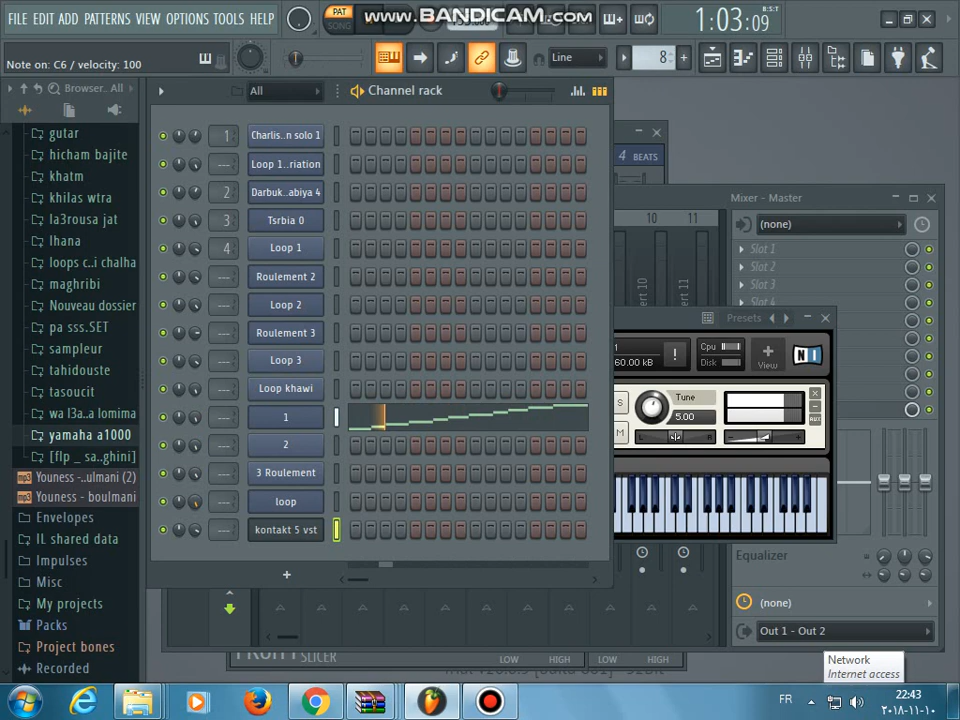 FILE EDIT ADD PATTERNS VIEW OPTIONS TOOLS HELP
PAT
SONG
WWW.BANDICAM.COM
1:03:09
B:S:T
Note on: C6 / velocity: 100
Line
8
Browser.. All
All
Channel rack
gutar
hicham bajite
khatm
khilas wtra
la3rousa jat
lhana
loops c..i chalha
maghribi
Nouveau dossier
pa sss.SET
sampleur
tahidouste
tasoucit
wa l3a..a lomima
yamaha a1000
[flp _ sa..ghini]
Youness -..ulmani (2)
Youness - boulmani
Envelopes
IL shared data
Impulses
Misc
My projects
Packs
Project bones
Recorded
1 Charlis..n solo 1
--- Loop 1..riation
2 Darbuk..abiya 4
3 Tsrbia 0
4 Loop 1
--- Roulement 2
--- Loop 2
--- Roulement 3
--- Loop 3
--- Loop khawi
--- 1
--- 2
--- 3 Roulement
--- loop
--- kontakt 5 vst
4 BEATS
10 11
Mixer - Master
(none)
Slot 1
Slot 2
Slot 3
Slot 4
Presets
60.00 kB
!
Cpu
Disk
View
NI
S
M
Tune
5.00
L R
AUX
Equalizer
(none)
Out 1 - Out 2
SLICER
LOW HIGH LOW HIGH
Network
Internet access
FR
22:43
٢٠١٨-١١-١٠